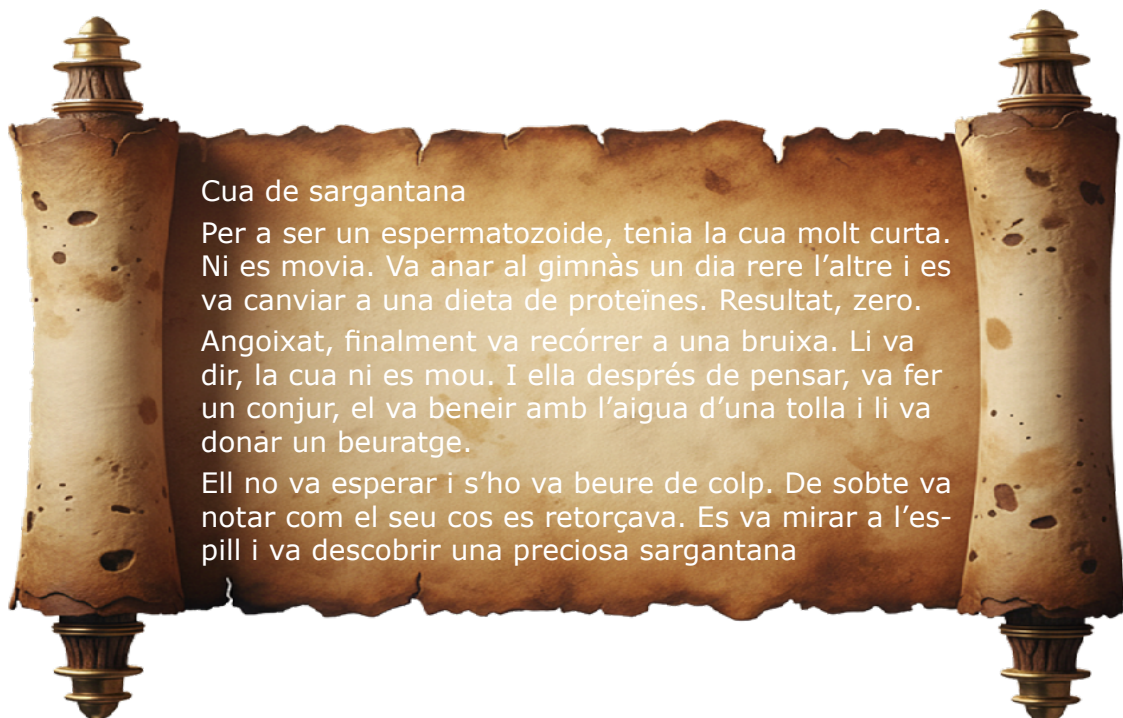 Cua de sargantana
Per a ser un espermatozoide, tenia la cua molt curta.
Ni es movia. Va anar al gimnàs un dia rere l’altre i es
va canviar a una dieta de proteïnes. Resultat, zero.
Angoixat, finalment va recórrer a una bruixa. Li va
dir, la cua ni es mou. I ella després de pensar, va fer
un conjur, el va beneir amb l’aigua d’una tolla i li va
donar un beuratge.
Ell no va esperar i s’ho va beure de colp. De sobte va
notar com el seu cos es retorçava. Es va mirar a l’es-
pill i va descobrir una preciosa sargantana